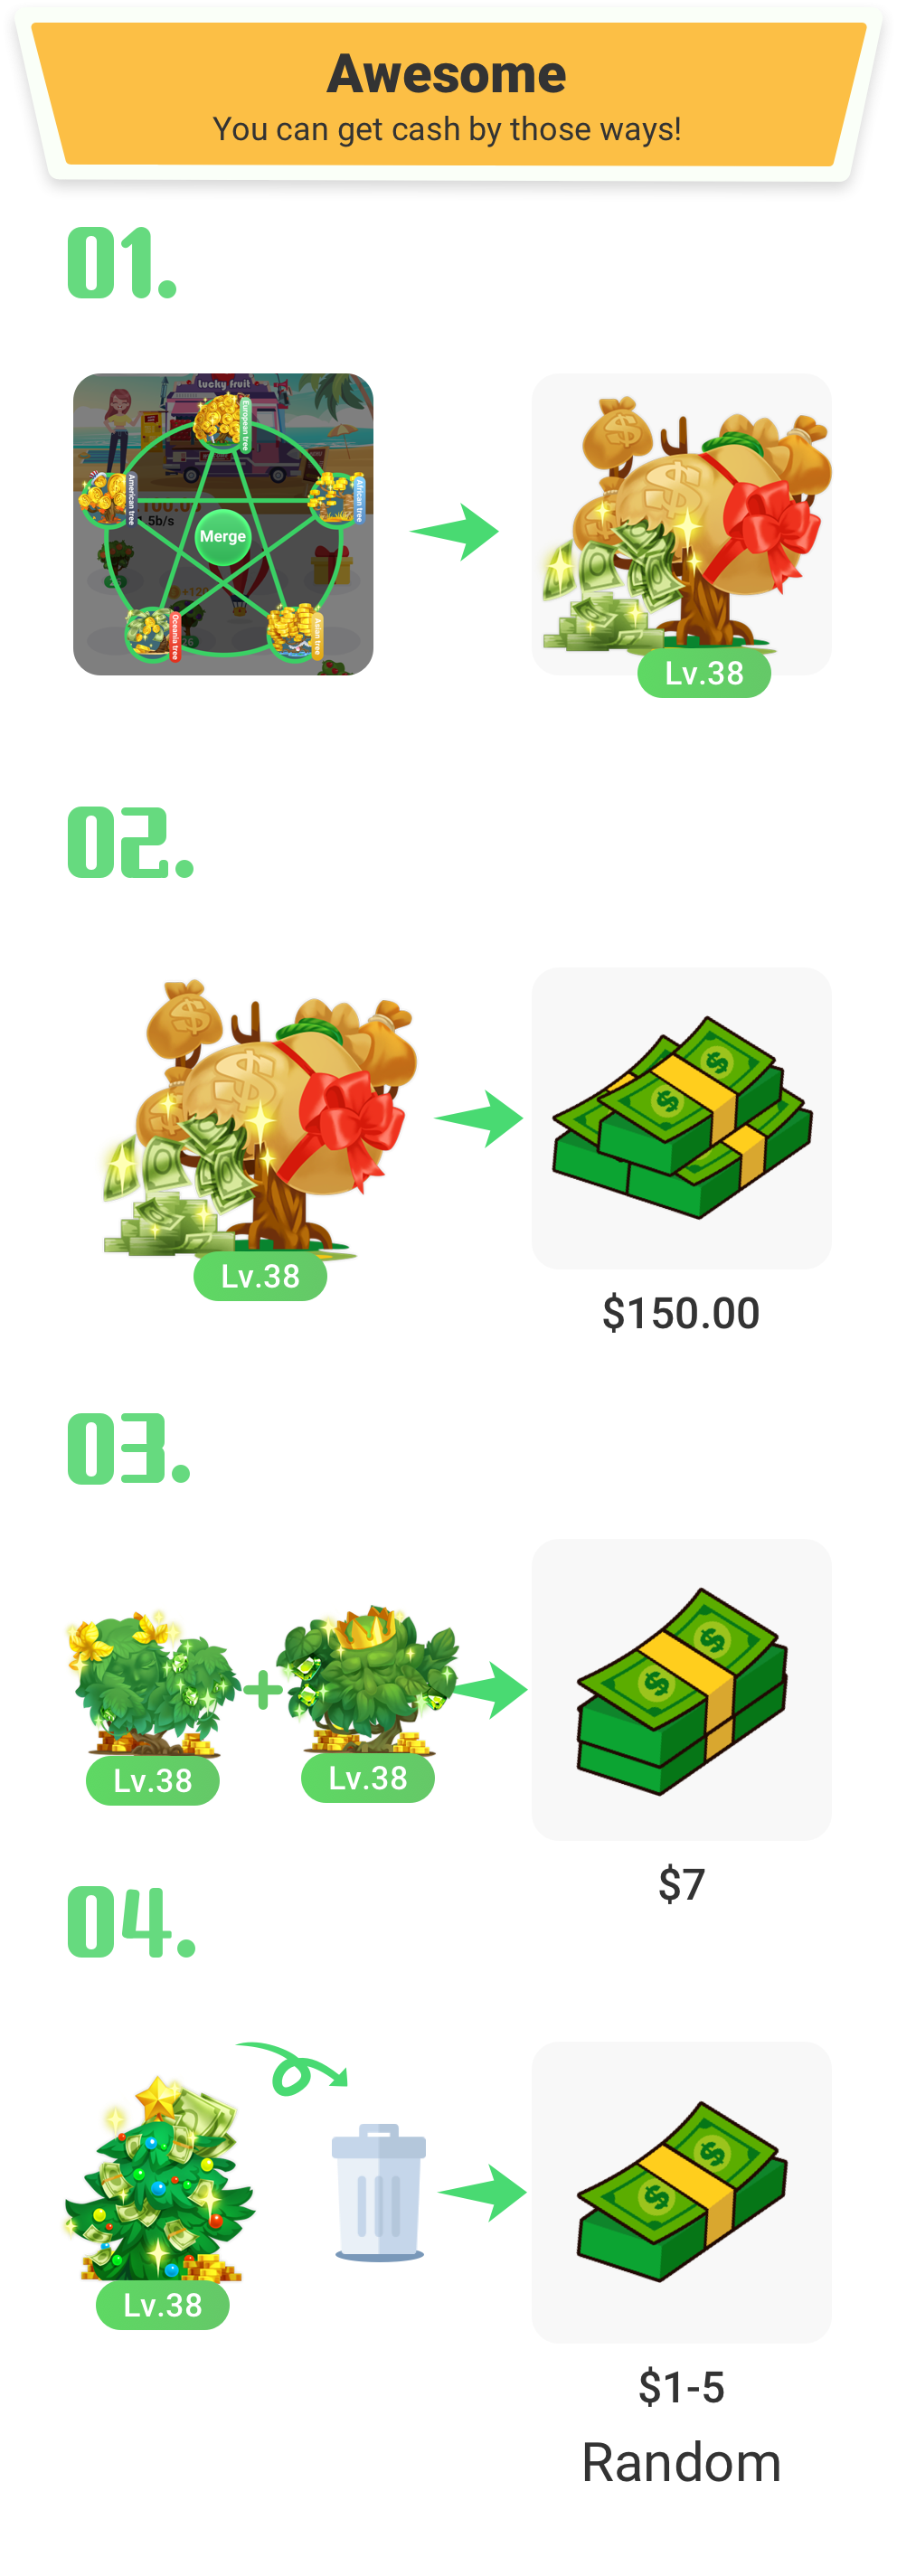 Awesome
You can get cash by those ways!
01.
Lucky fruit
European tree
American tree
African tree
.5b/s
Merge
Oceania tree
Asian tree
Lv.38
02.
Lv.38
$150.00
03.
Lv.38
Lv.38
$7
04.
Lv.38
$1-5
Random